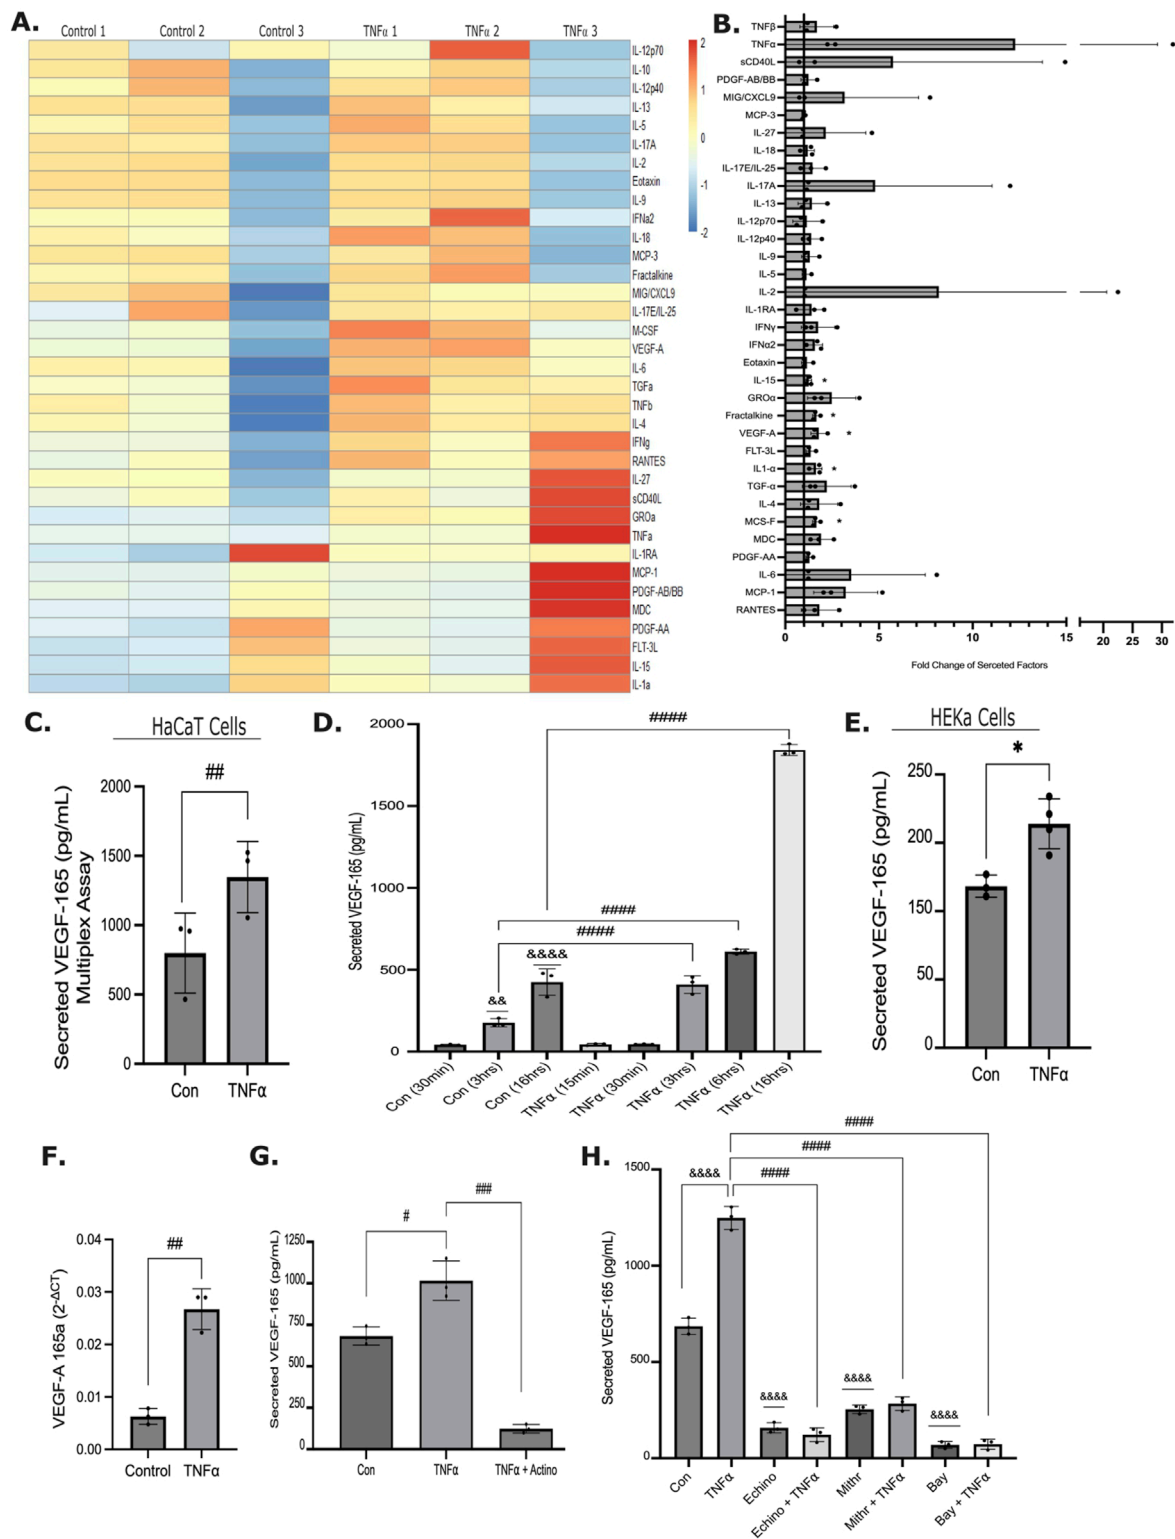 A.
Control 1 Control 2 Control 3 TNFα 1 TNFα 2 TNFα 3
IL-12p70
IL-10
IL-12p40
IL-13
IL-5
IL-17A
IL-2
Eotaxin
IL-9
IFNa2
IL-18
MCP-3
Fractalkine
MIG/CXCL9
IL-17E/IL-25
M-CSF
VEGF-A
IL-6
TGFa
TNFb
IL-4
IFNg
RANTES
IL-27
sCD40L
GROa
TNFa
IL-1RA
MCP-1
PDGF-AB/BB
MDC
PDGF-AA
FLT-3L
IL-15
IL-1a
2
1
0
-1
-2
B.
TNFβ
TNFα
sCD40L
PDGF-AB/BB
MIG/CXCL9
MCP-3
IL-27
IL-18
IL-17E/IL-25
IL-17A
IL-13
IL-12p70
IL-12p40
IL-9
IL-5
IL-2
IL-1RA
IFNγ
IFNα2
Eotaxin
IL-15 *
GROα
Fractalkine *
VEGF-A *
FLT-3L
IL1-α *
TGF-α
IL-4
MCS-F *
MDC
PDGF-AA
IL-6
MCP-1
RANTES
0 5 10 15 20 25 30
Fold Change of Serceted Factors
C.
HaCaT Cells
##
Secreted VEGF-165 (pg/mL)
Multiplex Assay
2000
1500
1000
500
0
Con TNFα
D.
Secreted VEGF-165 (pg/mL)
2000
1500
1000
500
0
####
####
####
&&&&
&&
Con (30min)
Con (3hrs)
Con (16hrs)
TNFα (15min)
TNFα (30min)
TNFα (3hrs)
TNFα (6hrs)
TNFα (16hrs)
E.
HEKa Cells
*
Secreted VEGF-165 (pg/mL)
250
200
150
100
50
0
Con TNFα
F.
##
VEGF-A 165a (2-ΔCT)
0.04
0.03
0.02
0.01
0.00
Control TNFα
G.
###
#
Secreted VEGF-165 (pg/mL)
1250
1000
750
500
250
0
Con TNFα TNFα + Actino
H.
####
####
####
&&&&
Secreted VEGF-165 (pg/mL)
1500
1000
500
0
&&&&
&&&&
&&&&
Con
TNFα
Echino
Echino + TNFα
Mithr
Mithr + TNFα
Bay
Bay + TNFα